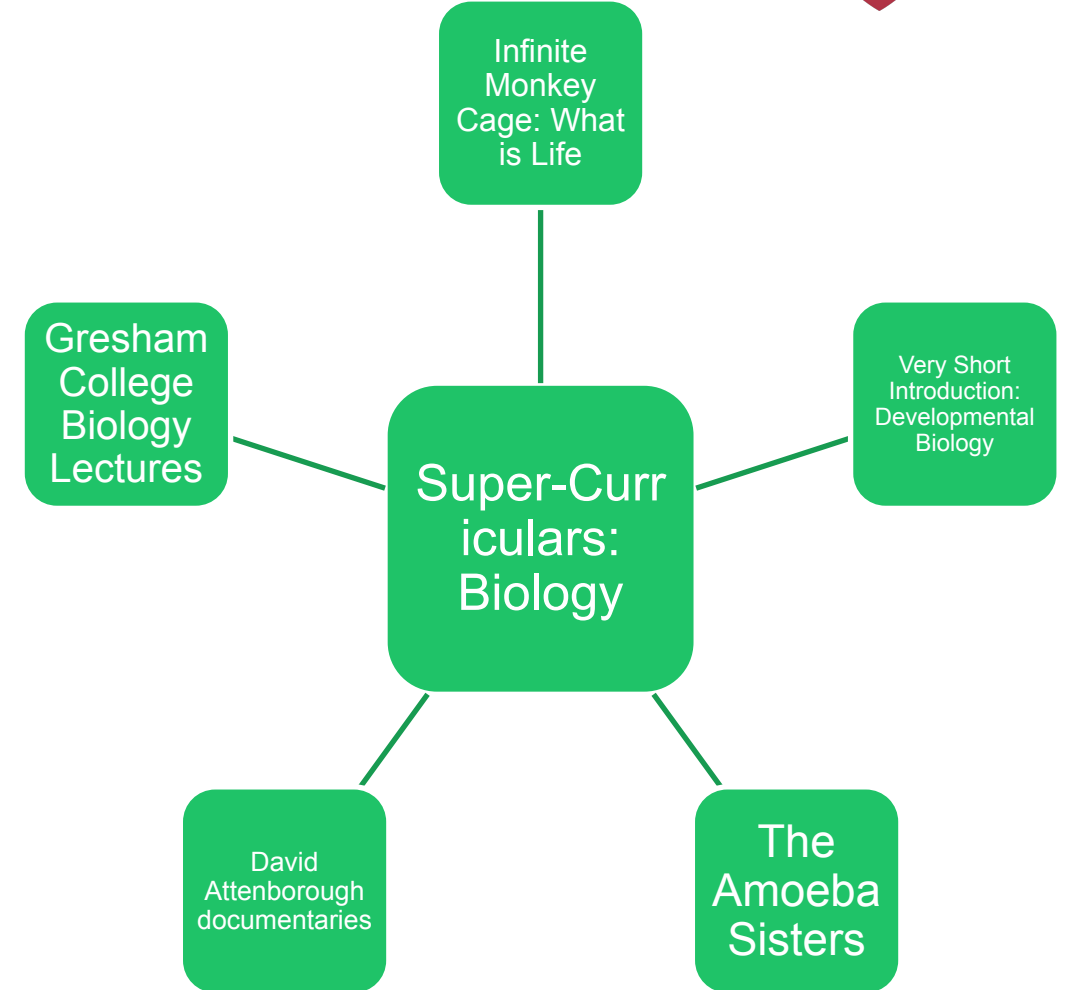 Infinite
Monkey
Cage: What
is Life
Gresham
College
Biology
Lectures
Very Short
Introduction:
Developmental
Biology
Super-Curr
iculars:
Biology
David
Attenborough
documentaries
The
Amoeba
Sisters